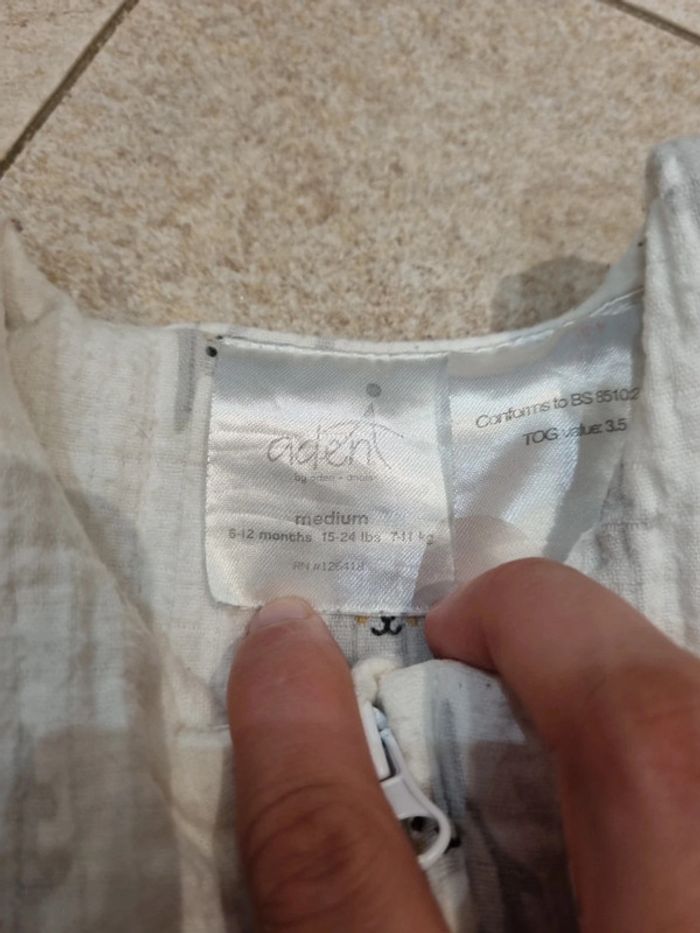 aden
by aden + anais
medium
6-12 months 15-24 lbs 7-11 kg
RN #126418
Conforms to BS 8510:2
TOG value: 3.5